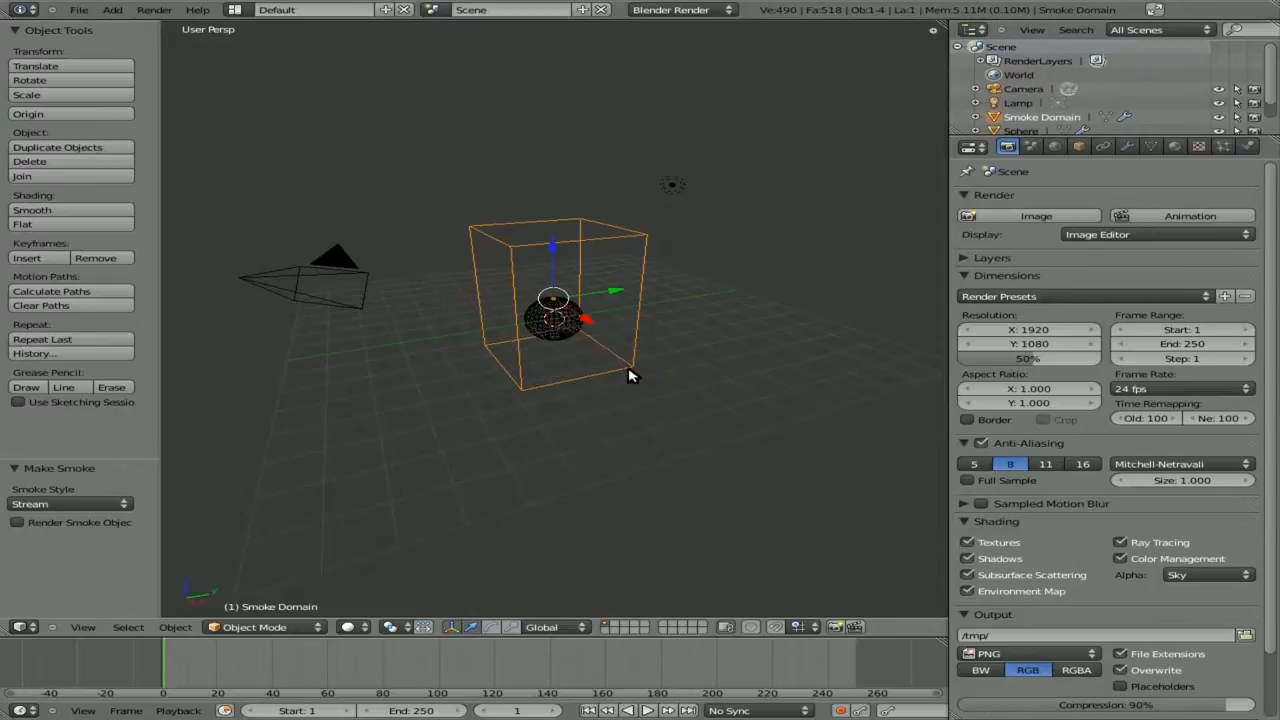 File Add Render Help Default Scene Blender Render Ve:490 | Fa:518 | Ob:1-4 | La:1 | Mem:5.11M (0.10M) | Smoke Domain
Object Tools
Transform:
Translate
Rotate
Scale
Origin
Object:
Duplicate Objects
Delete
Join
Shading:
Smooth
Flat
Keyframes:
Insert Remove
Motion Paths:
Calculate Paths
Clear Paths
Repeat:
Repeat Last
History...
Grease Pencil:
Draw Line Erase
Use Sketching Sessio
Make Smoke
Smoke Style
Stream
Render Smoke Objec
User Persp
(1) Smoke Domain
View Select Object Object Mode Global
-40 -20 0 20 40 60 80 100 120 140 160 180 200 220 240 260
View Frame Playback Start: 1 End: 250 1 No Sync
View Search All Scenes
Scene
RenderLayers |
World
Camera |
Lamp |
Smoke Domain |
Sphere |
Scene
Render
Image Animation
Display: Image Editor
Layers
Dimensions
Render Presets
Resolution: Frame Range:
X: 1920 Start: 1
Y: 1080 End: 250
50% Step: 1
Aspect Ratio: Frame Rate:
X: 1.000 24 fps
Y: 1.000 Time Remapping:
Border Crop Old: 100 Ne: 100
Anti-Aliasing
5 8 11 16 Mitchell-Netravali
Full Sample Size: 1.000
Sampled Motion Blur
Shading
Textures Ray Tracing
Shadows Color Management
Subsurface Scattering Alpha: Sky
Environment Map
Output
/tmp/
PNG File Extensions
BW RGB RGBA Overwrite
Placeholders
Compression: 90%